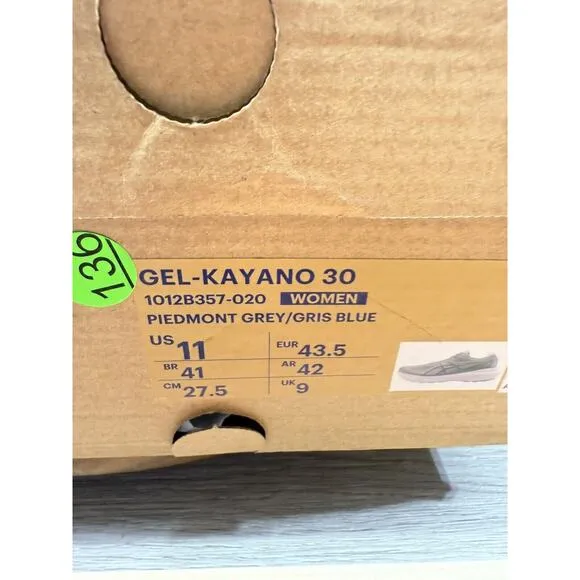 136
GEL-KAYANO 30
1012B357-020 WOMEN
PIEDMONT GREY/GRIS BLUE
US 11 EUR 43.5
BR 41 AR 42
CM 27.5 UK 9